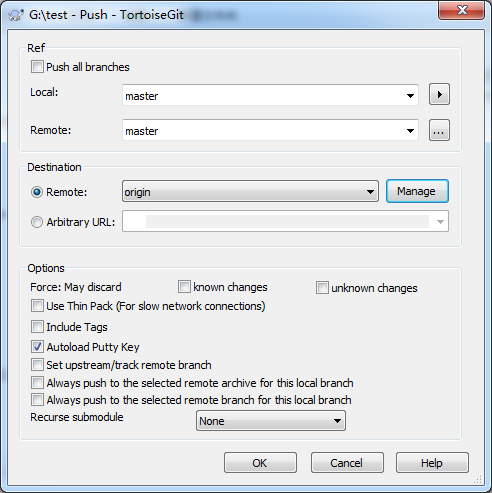 G:\test - Push - TortoiseGit
Ref
Push all branches
Local:
master
Remote:
master
...
Destination
Remote:
origin
Manage
Arbitrary URL:
Options
Force: May discard
known changes
unknown changes
Use Thin Pack (For slow network connections)
Include Tags
Autoload Putty Key
Set upstream/track remote branch
Always push to the selected remote archive for this local branch
Always push to the selected remote branch for this local branch
Recurse submodule
None
OK
Cancel
Help